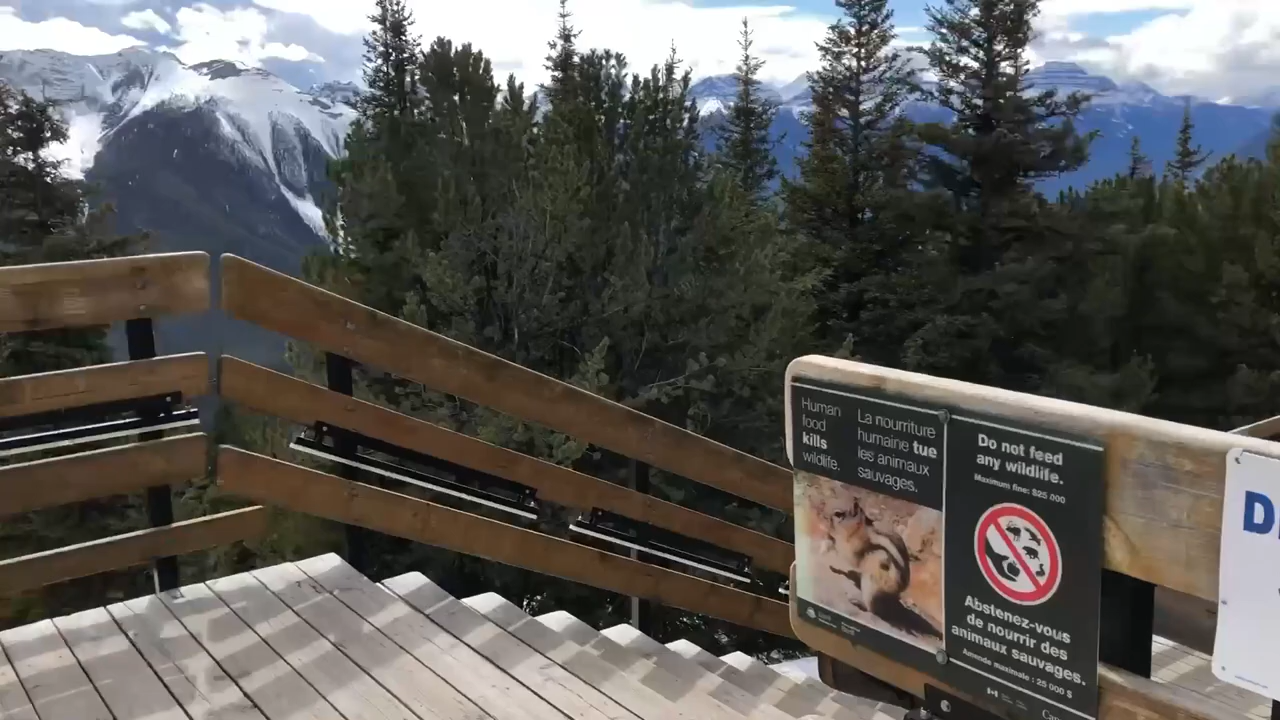 Human
food
kills
wildlife.
La nourriture
humaine tue
les animaux
sauvages.
Do not feed
any wildlife.
Maximum fine: $25 000
Abstenez-vous
de nourrir des
animaux sauvages.
Amende maximale : 25 000 $
D